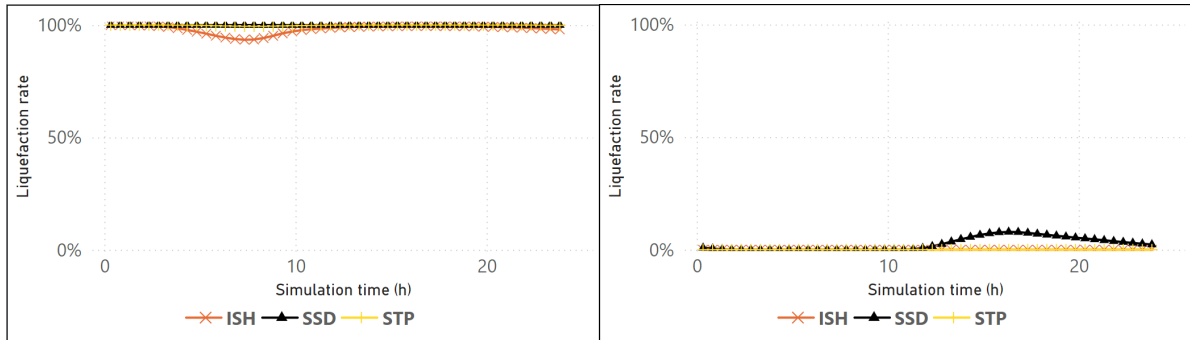 Liquefaction rate
100%
50%
0%
0 10 20
Simulation time (h)
ISH SSD STP
Liquefaction rate
100%
50%
0%
0 10 20
Simulation time (h)
ISH SSD STP